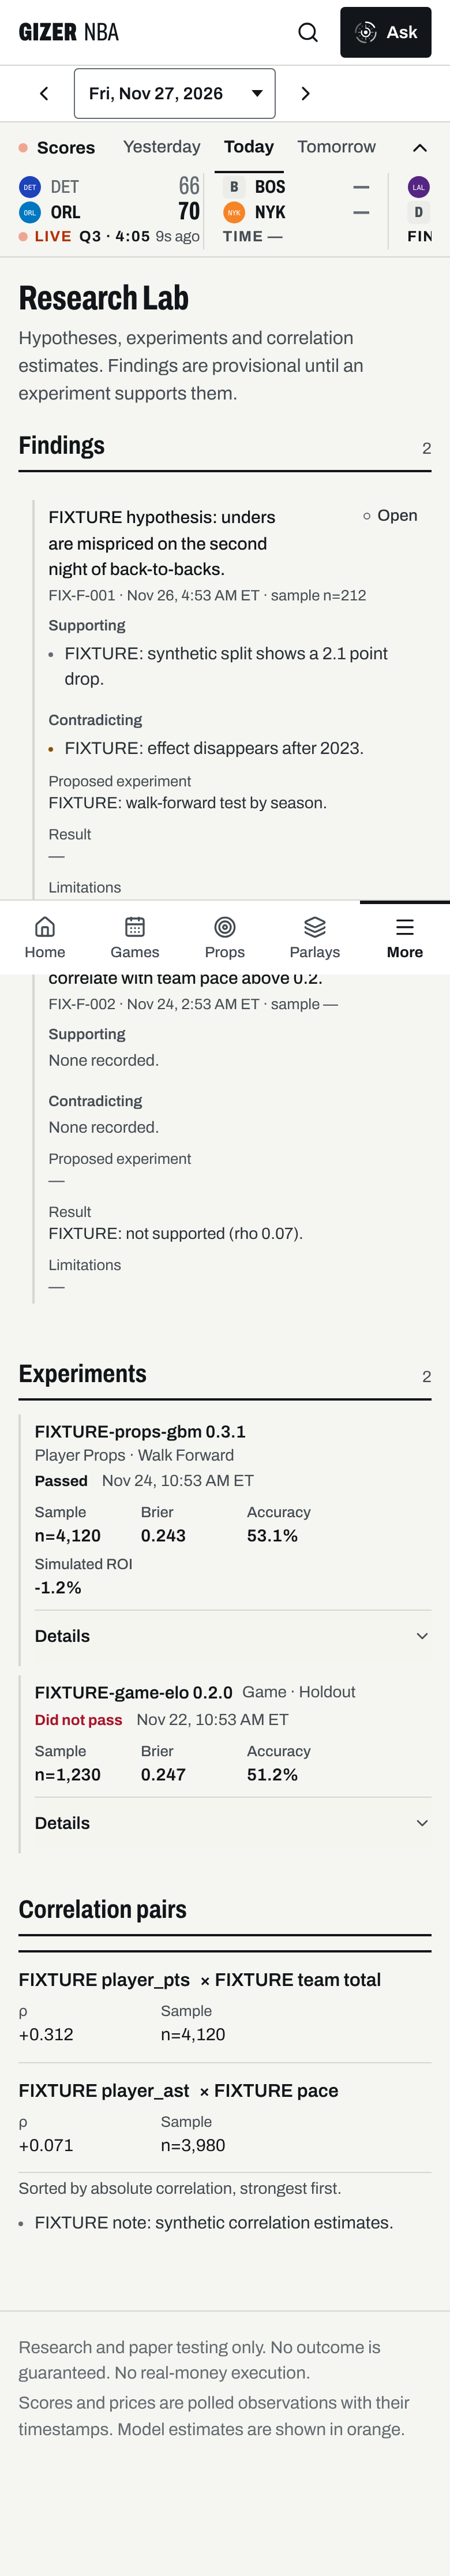 GIZER NBA
Ask
Fri, Nov 27, 2026
Scores Yesterday Today Tomorrow
DET DET 66
ORL ORL 70
LIVE Q3 · 4:05 9s ago
B BOS —
NYK NYK —
TIME —
LAL
D
FIN
Research Lab
Hypotheses, experiments and correlation
estimates. Findings are provisional until an
experiment supports them.
Findings 2
FIXTURE hypothesis: unders
are mispriced on the second
night of back-to-backs.
Open
FIX-F-001 · Nov 26, 4:53 AM ET · sample n=212
Supporting
• FIXTURE: synthetic split shows a 2.1 point
drop.
Contradicting
• FIXTURE: effect disappears after 2023.
Proposed experiment
FIXTURE: walk-forward test by season.
Result
—
Limitations
Home Games Props Parlays More
correlate with team pace above 0.2.
FIX-F-002 · Nov 24, 2:53 AM ET · sample —
Supporting
None recorded.
Contradicting
None recorded.
Proposed experiment
—
Result
FIXTURE: not supported (rho 0.07).
Limitations
—
Experiments 2
FIXTURE-props-gbm 0.3.1
Player Props · Walk Forward
Passed Nov 24, 10:53 AM ET
Sample Brier Accuracy
n=4,120 0.243 53.1%
Simulated ROI
-1.2%
Details
FIXTURE-game-elo 0.2.0 Game · Holdout
Did not pass Nov 22, 10:53 AM ET
Sample Brier Accuracy
n=1,230 0.247 51.2%
Details
Correlation pairs
FIXTURE player_pts × FIXTURE team total
ρ Sample
+0.312 n=4,120
FIXTURE player_ast × FIXTURE pace
ρ Sample
+0.071 n=3,980
Sorted by absolute correlation, strongest first.
• FIXTURE note: synthetic correlation estimates.
Research and paper testing only. No outcome is
guaranteed. No real-money execution.
Scores and prices are polled observations with their
timestamps. Model estimates are shown in orange.